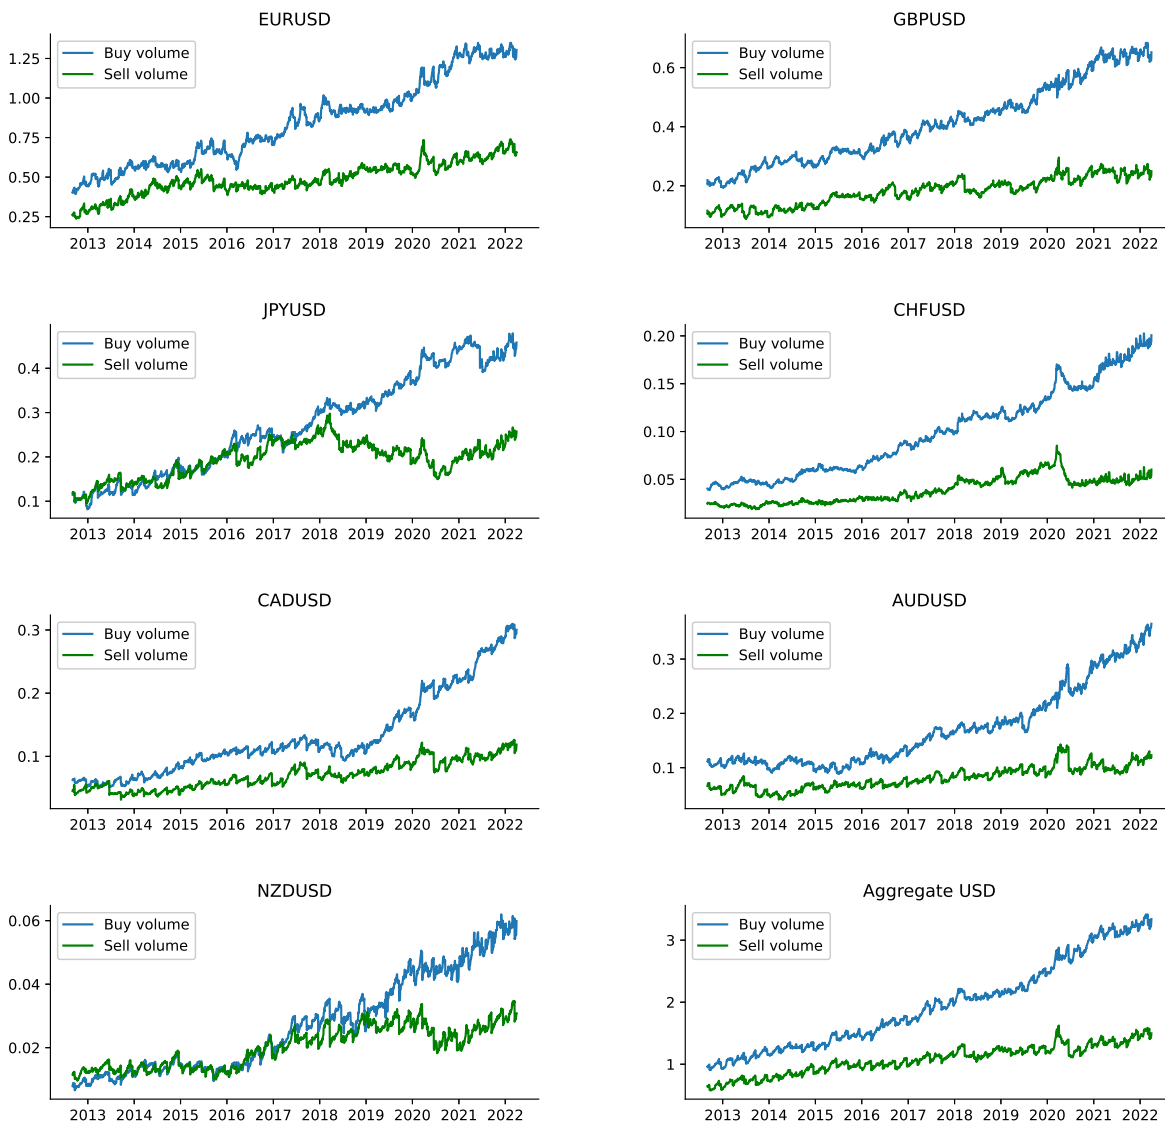 EURUSD
Buy volume
Sell volume
1.25
1.00
0.75
0.50
0.25
2013 2014 2015 2016 2017 2018 2019 2020 2021 2022
GBPUSD
Buy volume
Sell volume
0.6
0.4
0.2
2013 2014 2015 2016 2017 2018 2019 2020 2021 2022
JPYUSD
Buy volume
Sell volume
0.4
0.3
0.2
0.1
2013 2014 2015 2016 2017 2018 2019 2020 2021 2022
CHFUSD
Buy volume
Sell volume
0.20
0.15
0.10
0.05
2013 2014 2015 2016 2017 2018 2019 2020 2021 2022
CADUSD
Buy volume
Sell volume
0.3
0.2
0.1
2013 2014 2015 2016 2017 2018 2019 2020 2021 2022
AUDUSD
Buy volume
Sell volume
0.3
0.2
0.1
2013 2014 2015 2016 2017 2018 2019 2020 2021 2022
NZDUSD
Buy volume
Sell volume
0.06
0.04
0.02
2013 2014 2015 2016 2017 2018 2019 2020 2021 2022
Aggregate USD
Buy volume
Sell volume
3
2
1
2013 2014 2015 2016 2017 2018 2019 2020 2021 2022